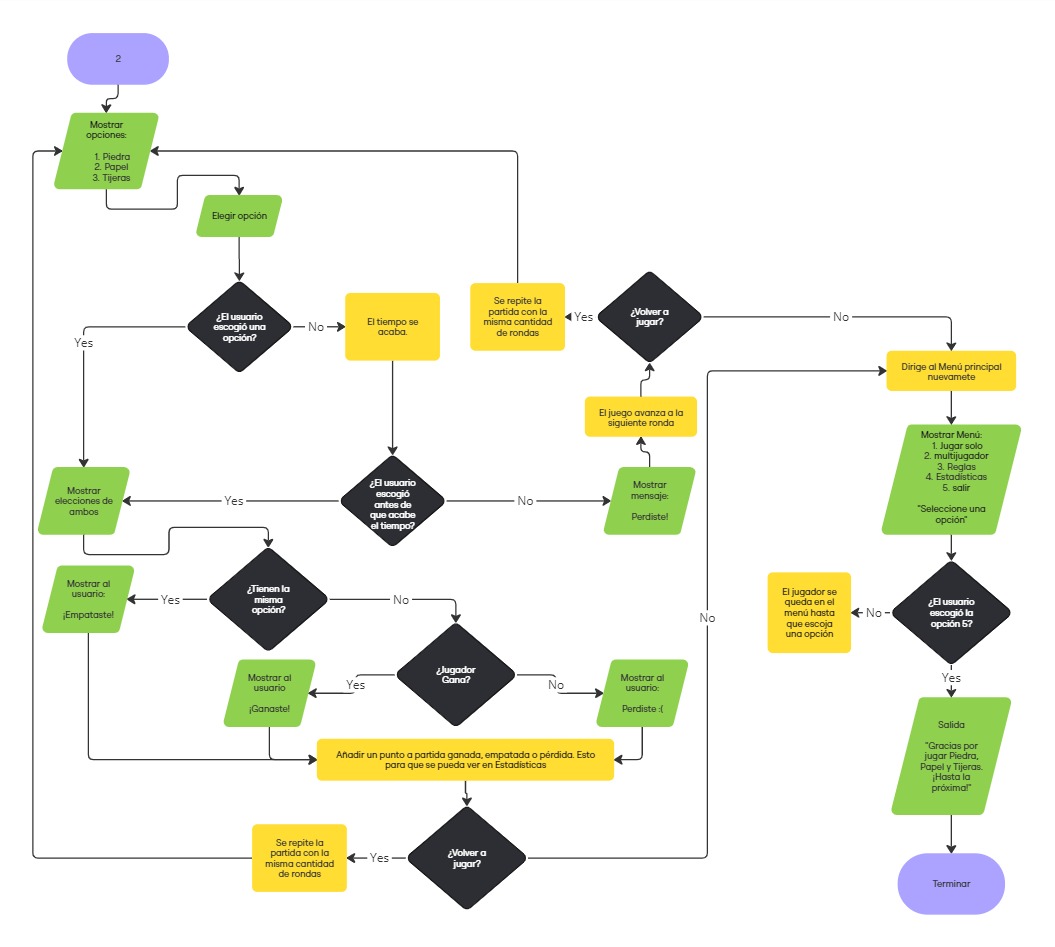 2
Mostrar
opciones:
1. Piedra
2. Papel
3. Tijeras
Elegir opción
¿El usuario
escogió una
opción?
Yes
No
El tiempo se
acaba.
Se repite la
partida con la
misma cantidad
de rondas
Yes
¿Volver a
jugar?
No
Dirige al Menú principal
nuevamete
El juego avanza a la
siguiente ronda
Mostrar Menú:
1. Jugar solo
2. multijugador
3. Reglas
4. Estadísticas
5. salir
"Seleccione una
opción"
Mostrar
elecciones de
ambos
Yes
¿El usuario
escogió
antes de
que acabe
el tiempo?
No
Mostrar
mensaje:
Perdiste!
Mostrar al
usuario:
¡Empataste!
Yes
¿Tienen la
misma
opción?
No
No
El jugador se
queda en el
menú hasta
que escoja
una opción
No
¿El usuario
escogió la
opción 5?
Yes
Mostrar al
usuario
¡Ganaste!
Yes
¿Jugador
Gana?
No
Mostrar al
usuario:
Perdiste :(
Salida
"Gracias por
jugar Piedra,
Papel y Tijeras.
¡Hasta la
próxima!"
Añadir un punto a partida ganada, empatada o pérdida. Esto
para que se pueda ver en Estadísticas
Se repite la
partida con la
misma cantidad
de rondas
Yes
¿Volver a
jugar?
Terminar